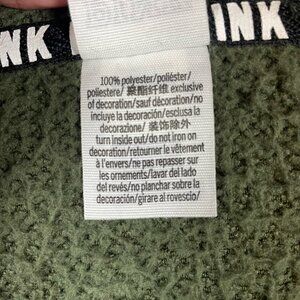 INK
INK
100% polyester/poliéster/
poliestere/ 聚酯纤维 exclusive
of decoration/sauf décoration/no
incluye la decoración/esclusa la
decorazione/ 装饰除外
turn inside out/do not iron on
decoration/retourner le vêtement
à l'envers/ne pas repasser sur
les ornements/lavar del lado
del revés/no planchar sobre la
decoración/girare al rovescio/